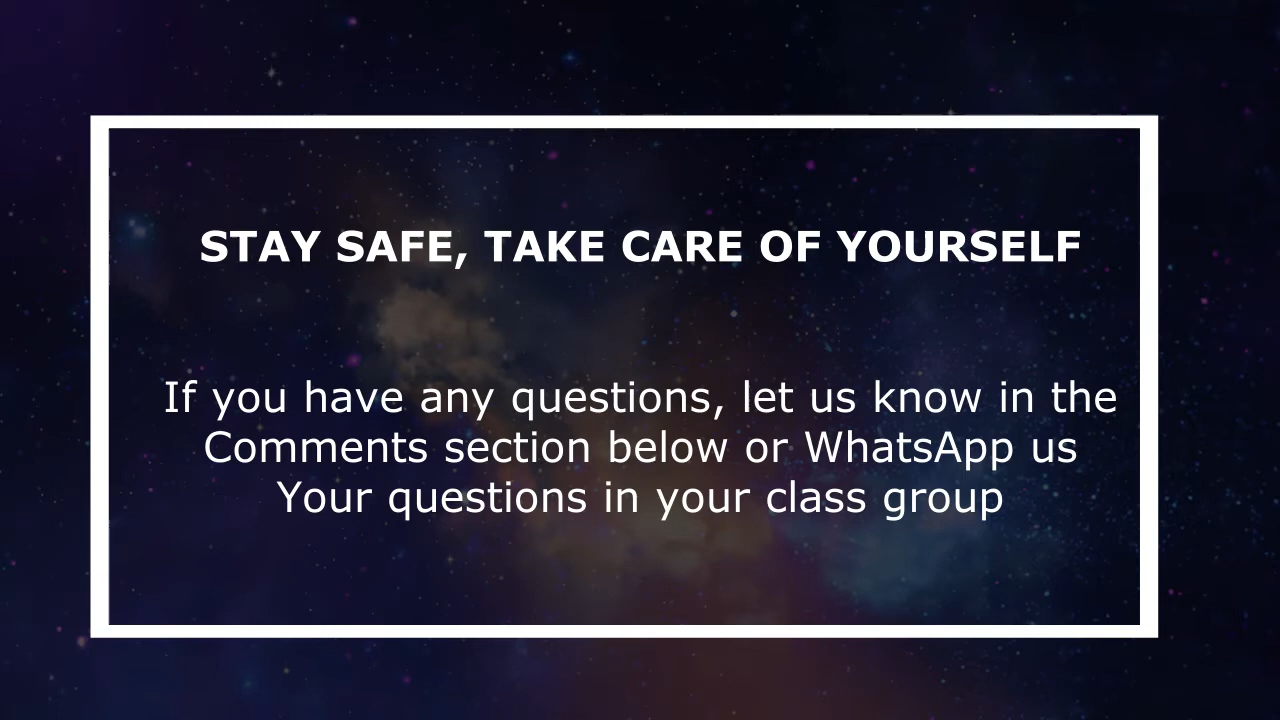 STAY SAFE, TAKE CARE OF YOURSELF
If you have any questions, let us know in the
Comments section below or WhatsApp us
Your questions in your class group